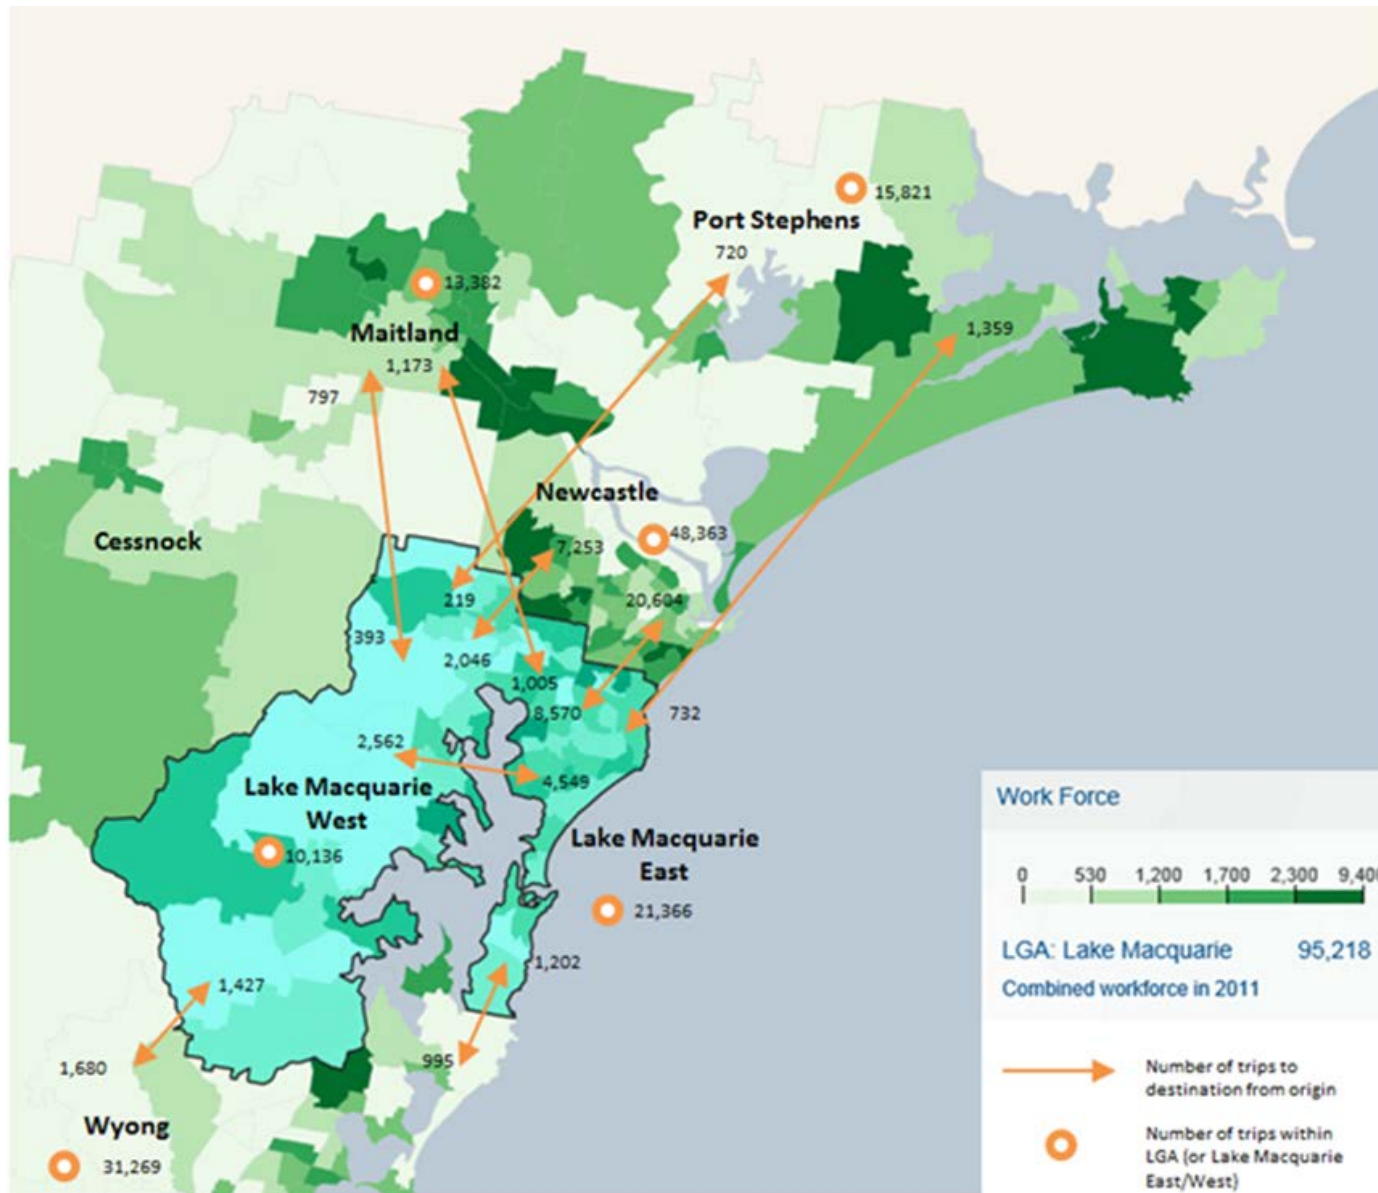 15,821
Port Stephens
720
13,382
Maitland
1,173
1,359
797
Newcastle
48,363
Cessnock
7,253
219
20,604
393
2,046
1,005
8,570
732
2,562
4,549
Lake Macquarie
West
10,136
Lake Macquarie
East
21,366
1,202
1,427
995
1,680
Wyong
31,269
Work Force
0 530 1,200 1,700 2,300 9,400
LGA: Lake Macquarie 95,218
Combined workforce in 2011
Number of trips to
destination from origin
Number of trips within
LGA (or Lake Macquarie
East/West)